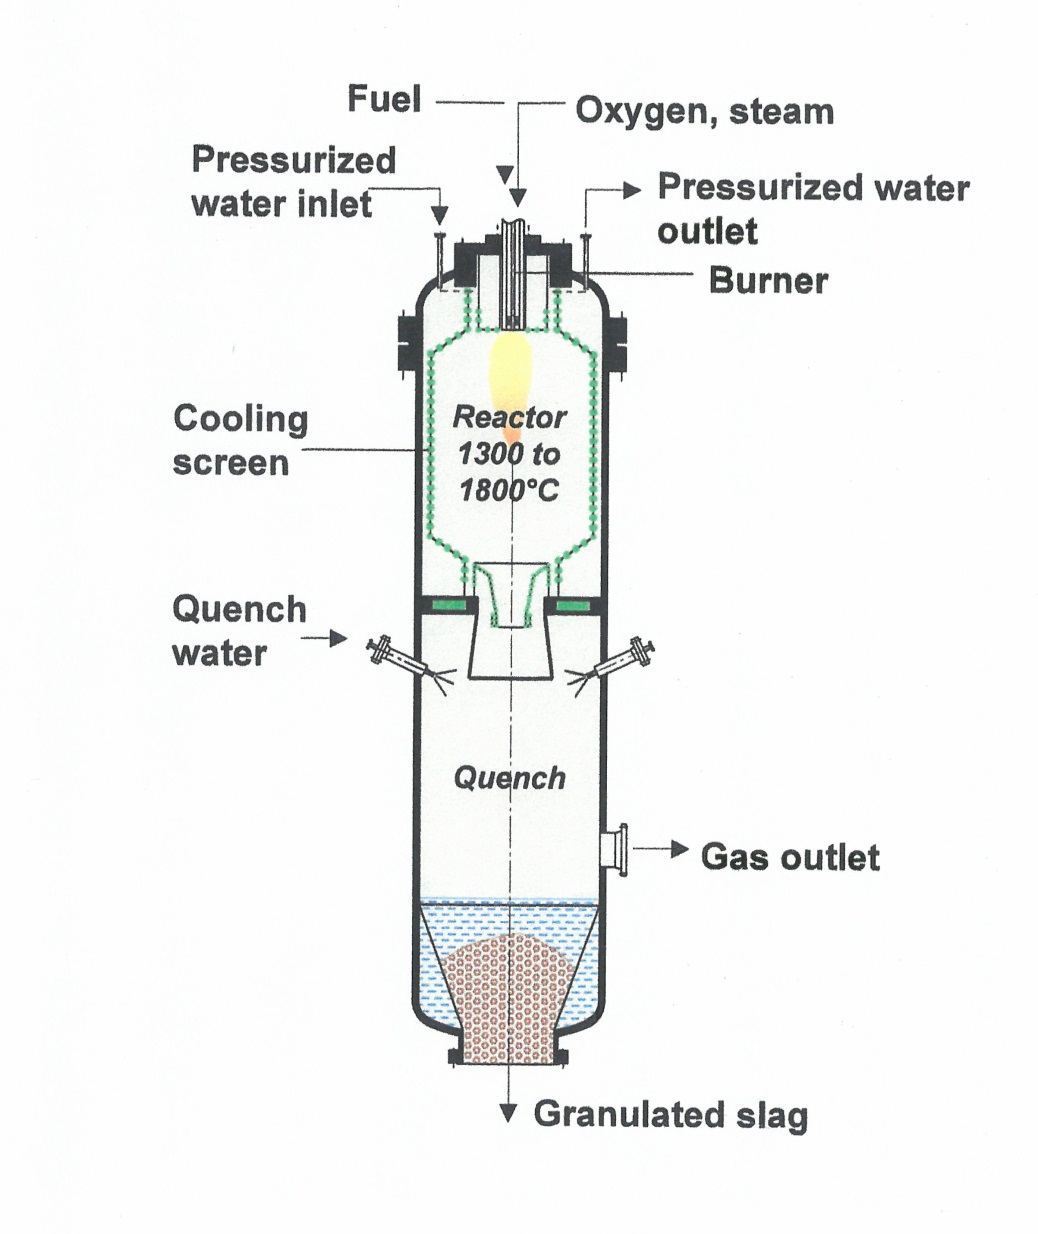 Fuel
Oxygen, steam
Pressurized
water inlet
Pressurized water
outlet
Burner
Cooling
screen
Reactor
1300 to
1800°C
Quench
water
Quench
Gas outlet
Granulated slag